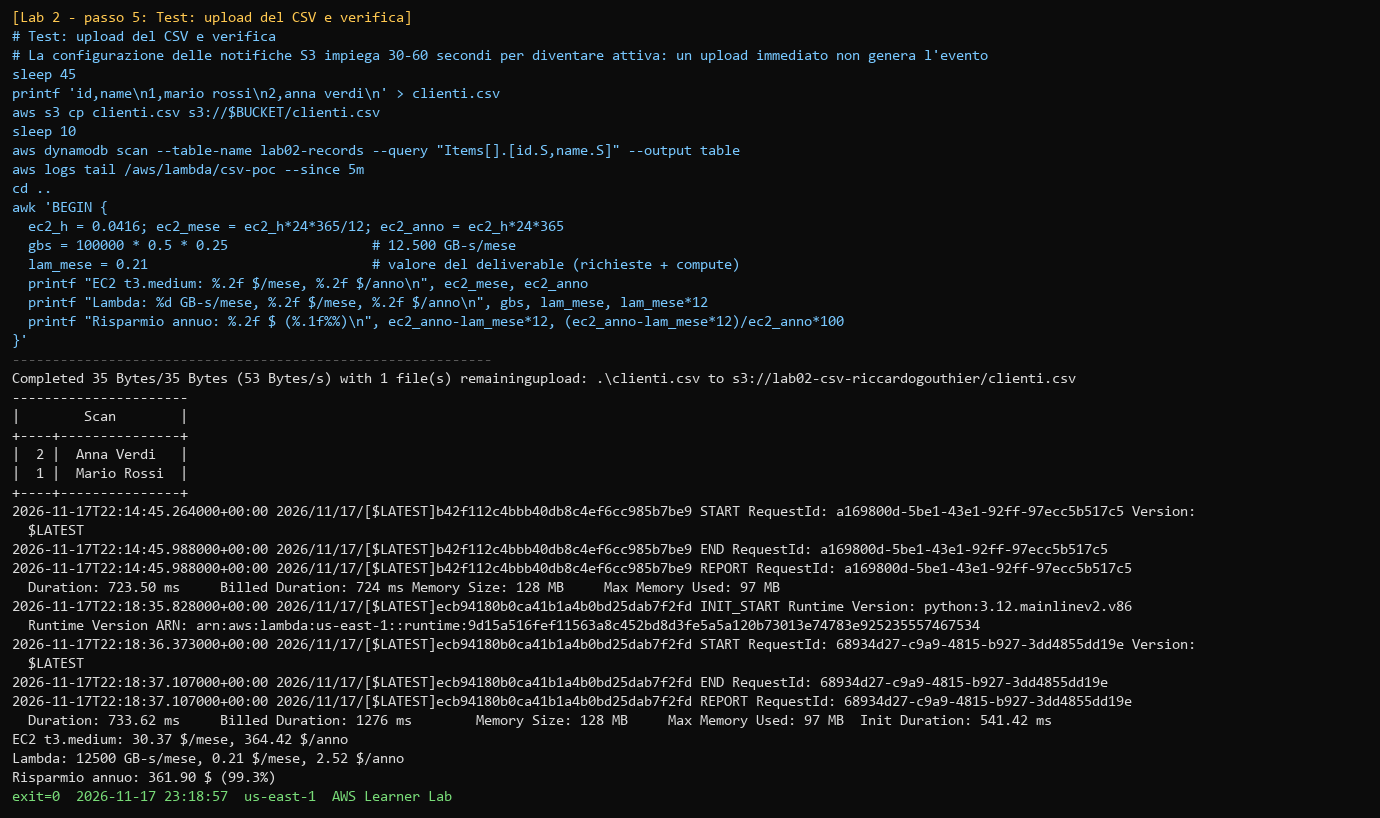 [Lab 2 - passo 5: Test: upload del CSV e verifica]
# Test: upload del CSV e verifica
# La configurazione delle notifiche S3 impiega 30-60 secondi per diventare attiva: un upload immediato non genera l'evento
sleep 45
printf 'id,name\n1,mario rossi\n2,anna verdi\n' > clienti.csv
aws s3 cp clienti.csv s3://$BUCKET/clienti.csv
sleep 10
aws dynamodb scan --table-name lab02-records --query "Items[].[id.S,name.S]" --output table
aws logs tail /aws/lambda/csv-poc --since 5m
cd ..
awk 'BEGIN {
  ec2_h = 0.0416; ec2_mese = ec2_h*24*365/12; ec2_anno = ec2_h*24*365
  gbs = 100000 * 0.5 * 0.25                  # 12.500 GB-s/mese
  lam_mese = 0.21                            # valore del deliverable (richieste + compute)
  printf "EC2 t3.medium: %.2f $/mese, %.2f $/anno\n", ec2_mese, ec2_anno
  printf "Lambda: %d GB-s/mese, %.2f $/mese, %.2f $/anno\n", gbs, lam_mese, lam_mese*12
  printf "Risparmio annuo: %.2f $ (%.1f%%)\n", ec2_anno-lam_mese*12, (ec2_anno-lam_mese*12)/ec2_anno*100
}'
------------------------------------------------------------
Completed 35 Bytes/35 Bytes (53 Bytes/s) with 1 file(s) remainingupload: .\clienti.csv to s3://lab02-csv-riccardogouthier/clienti.csv
----------------------
|        Scan        |
+----+---------------+
|  2 |  Anna Verdi   |
|  1 |  Mario Rossi  |
+----+---------------+
2026-11-17T22:14:45.264000+00:00 2026/11/17/[$LATEST]b42f112c4bbb40db8c4ef6cc985b7be9 START RequestId: a169800d-5be1-43e1-92ff-97ecc5b517c5 Version:
  $LATEST
2026-11-17T22:14:45.988000+00:00 2026/11/17/[$LATEST]b42f112c4bbb40db8c4ef6cc985b7be9 END RequestId: a169800d-5be1-43e1-92ff-97ecc5b517c5
2026-11-17T22:14:45.988000+00:00 2026/11/17/[$LATEST]b42f112c4bbb40db8c4ef6cc985b7be9 REPORT RequestId: a169800d-5be1-43e1-92ff-97ecc5b517c5
  Duration: 723.50 ms     Billed Duration: 724 ms Memory Size: 128 MB     Max Memory Used: 97 MB
2026-11-17T22:18:35.828000+00:00 2026/11/17/[$LATEST]ecb94180b0ca41b1a4b0bd25dab7f2fd INIT_START Runtime Version: python:3.12.mainlinev2.v86
  Runtime Version ARN: arn:aws:lambda:us-east-1::runtime:9d15a516fef11563a8c452bd8d3fe5a5a120b73013e74783e925235557467534
2026-11-17T22:18:36.373000+00:00 2026/11/17/[$LATEST]ecb94180b0ca41b1a4b0bd25dab7f2fd START RequestId: 68934d27-c9a9-4815-b927-3dd4855dd19e Version:
  $LATEST
2026-11-17T22:18:37.107000+00:00 2026/11/17/[$LATEST]ecb94180b0ca41b1a4b0bd25dab7f2fd END RequestId: 68934d27-c9a9-4815-b927-3dd4855dd19e
2026-11-17T22:18:37.107000+00:00 2026/11/17/[$LATEST]ecb94180b0ca41b1a4b0bd25dab7f2fd REPORT RequestId: 68934d27-c9a9-4815-b927-3dd4855dd19e
  Duration: 733.62 ms     Billed Duration: 1276 ms        Memory Size: 128 MB     Max Memory Used: 97 MB  Init Duration: 541.42 ms
EC2 t3.medium: 30.37 $/mese, 364.42 $/anno
Lambda: 12500 GB-s/mese, 0.21 $/mese, 2.52 $/anno
Risparmio annuo: 361.90 $ (99.3%)
exit=0  2026-11-17 23:18:57  us-east-1  AWS Learner Lab